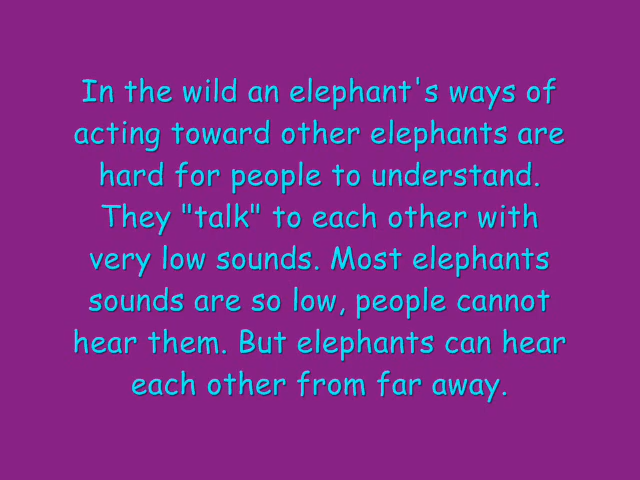 In the wild an elephant's ways of
acting toward other elephants are
hard for people to understand.
They "talk" to each other with
very low sounds. Most elephants
sounds are so low, people cannot
hear them. But elephants can hear
each other from far away.